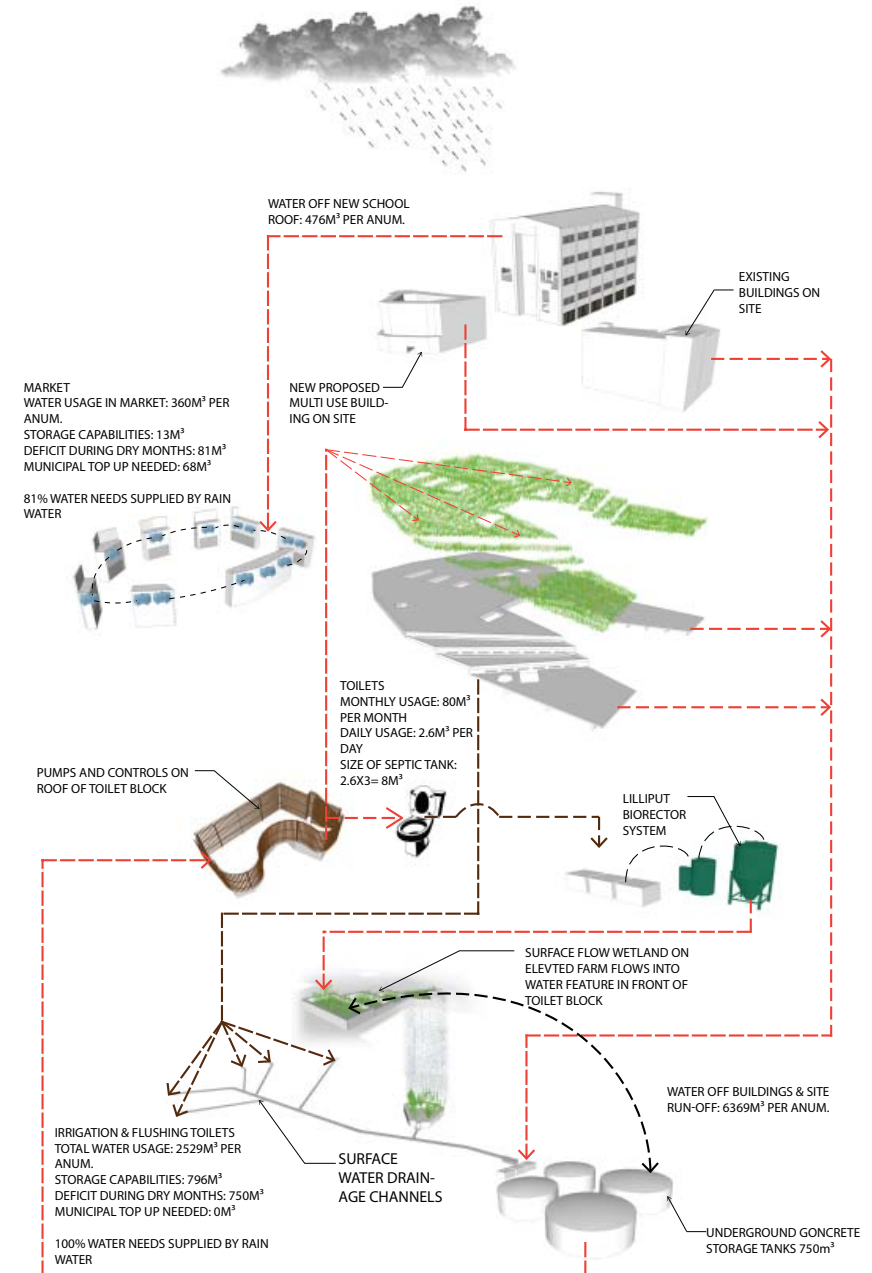 WATER OFF NEW SCHOOL
ROOF: 476M³ PER ANUM.
EXISTING
BUILDINGS ON
SITE
NEW PROPOSED
MULTI USE BUILD-
ING ON SITE
MARKET
WATER USAGE IN MARKET: 360M³ PER
ANUM.
STORAGE CAPABILITIES: 13M³
DEFICIT DURING DRY MONTHS: 81M³
MUNICIPAL TOP UP NEEDED: 68M³
81% WATER NEEDS SUPPLIED BY RAIN
WATER
TOILETS
MONTHLY USAGE: 80M³
PER MONTH
DAILY USAGE: 2.6M³ PER
DAY
SIZE OF SEPTIC TANK:
2.6X3= 8M³
PUMPS AND CONTROLS ON
ROOF OF TOILET BLOCK
LILLIPUT
BIORECTOR
SYSTEM
SURFACE FLOW WETLAND ON
ELEVTED FARM FLOWS INTO
WATER FEATURE IN FRONT OF
TOILET BLOCK
WATER OFF BUILDINGS & SITE
RUN-OFF: 6369M³ PER ANUM.
IRRIGATION & FLUSHING TOILETS
TOTAL WATER USAGE: 2529M³ PER
ANUM.
STORAGE CAPABILITIES: 796M³
DEFICIT DURING DRY MONTHS: 750M³
MUNICIPAL TOP UP NEEDED: 0M³
100% WATER NEEDS SUPPLIED BY RAIN
WATER
SURFACE
WATER DRAIN-
AGE CHANNELS
UNDERGROUND GONCRETE
STORAGE TANKS 750m³